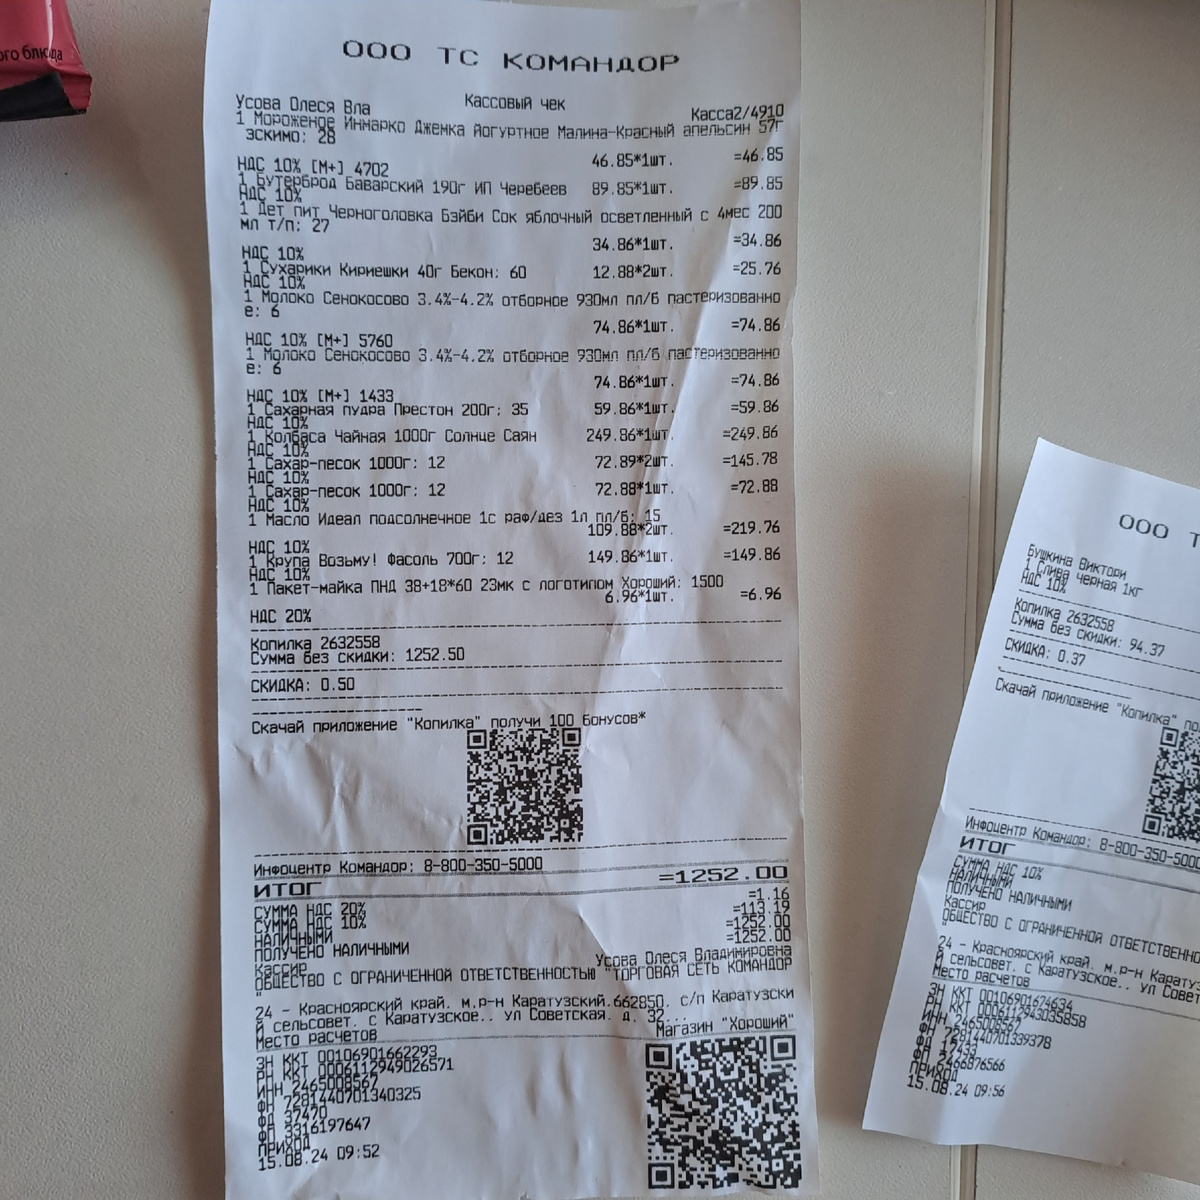 ого блюда
ООО ТС КОМАНДОР
Кассовый чек
Усова Олеся Вла Касса2/4910
1 Мороженое Инмарко Джемка йогуртное Малина-Красный апельсин 57г
ЭСКИМО: 28
46.85*1шт. =46.85
НДС 10% [М+] 4702
1 Бутерброд Баварский 190г ИП Черебеев 89.85*1шт. =89.85
НДС 10%
1 Дет пит Черноголовка Бэйби Сок яблочный осветленный с 4мес 200
мл т/п: 27
34.86*1шт. =34.86
НДС 10%
1 Сухарики Кириешки 40г Бекон: 60 12.88*2шт. =25.76
НДС 10%
1 Молоко Сенокосово 3.4%-4.2% отборное 930мл пл/б пастеризованно
е: 6
74.86*1шт. =74.86
НДС 10% [М+] 5760
1 Молоко Сенокосово 3.4%-4.2% отборное 930мл пл/б пастеризованно
е: 6
74.86*1шт. =74.86
НДС 10% [М+] 1433
1 Сахарная пудра Престон 200г: 35 59.86*1шт. =59.86
НДС 10%
1 Колбаса Чайная 1000г Солнце Саян 249.86*1шт. =249.86
НДС 10%
1 Сахар-песок 1000г: 12 72.89*2шт. =145.78
НДС 10%
1 Сахар-песок 1000г: 12 72.88*1шт. =72.88
НДС 10%
1 Масло Идеал подсолнечное 1с раф/дез 1л пл/б: 15
109.88*2шт. =219.76
НДС 10%
1 Крупа Возьму! Фасоль 700г: 12 149.86*1шт. =149.86
НДС 10%
1 Пакет-майка ПНД 38+18*60 23мк с логотипом Хороший: 1500
6.96*1шт. =6.96
НДС 20%
Копилка 2632558
Сумма без скидки: 1252.50
СКИДКА: 0.50
Скачай приложение "Копилка" получи 100 Бонусов*
Инфоцентр Командор: 8-800-350-5000
ИТОГ =1252.00
СУММА НДС 20% =1.16
СУММА НДС 10% =113.19
НАЛИЧНЫМИ =1252.00
ПОЛУЧЕНО НАЛИЧНЫМИ =1252.00
Кассир Усова Олеся Владимировна
ОБЩЕСТВО С ОГРАНИЧЕННОЙ ОТВЕТСТВЕННОСТЬЮ "ТОРГОВАЯ СЕТЬ КОМАНДОР
"
24 - Красноярский край. м.р-н Каратузский.662850. с/п Каратузски
й сельсовет. с Каратузское.. ул Советская. д. 32...
Место расчетов Магазин "Хороший"
ЗН ККТ 00106901662293
РН ККТ 0006112949026571
ИНН 2465008567
ФН 7281440701340325
ФД 37470
ФП 3316197647
ПРИХОД
15.08.24 09:52
ООО Т
Бушкина Виктори
1 Слива черная 1кг
НДС 10%
Копилка 2632558
Сумма без скидки: 94.37
СКИДКА: 0.37
Скачай приложение "Копилка" по
Инфоцентр Командор: 8-800-350-5000
ИТОГ
СУММА НДС 10%
НАЛИЧНЫМИ
ПОЛУЧЕНО НАЛИЧНЫМИ
Кассир
ОБЩЕСТВО С ОГРАНИЧЕННОЙ ОТВЕТСТВЕННО
"
24 - Красноярский край. м.р-н Каратуз
й сельсовет. с Каратузское.. ул Совет
Место расчетов
ЗН ККТ 00106901624634
РН ККТ 0006112943035858
ИНН 2465008567
ФН 7281440701339378
ФП 2466876566
ПРИХОД
15.08.24 09:56